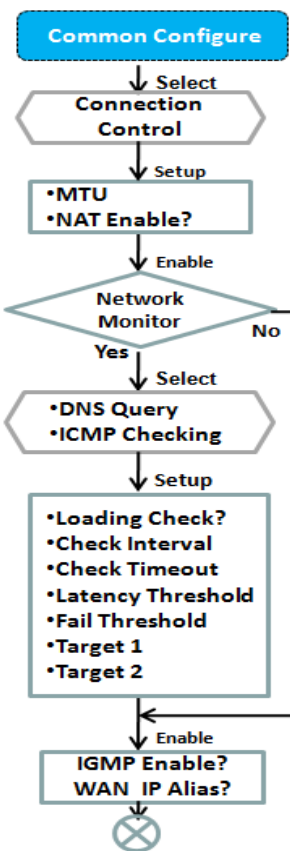 Common Configure
Select
Connection
Control
Setup
•MTU
•NAT Enable?
Enable
Network
Monitor
No
Yes
Select
•DNS Query
•ICMP Checking
Setup
•Loading Check?
•Check Interval
•Check Timeout
•Latency Threshold
•Fail Threshold
•Target 1
•Target 2
Enable
IGMP Enable?
WAN IP Alias?